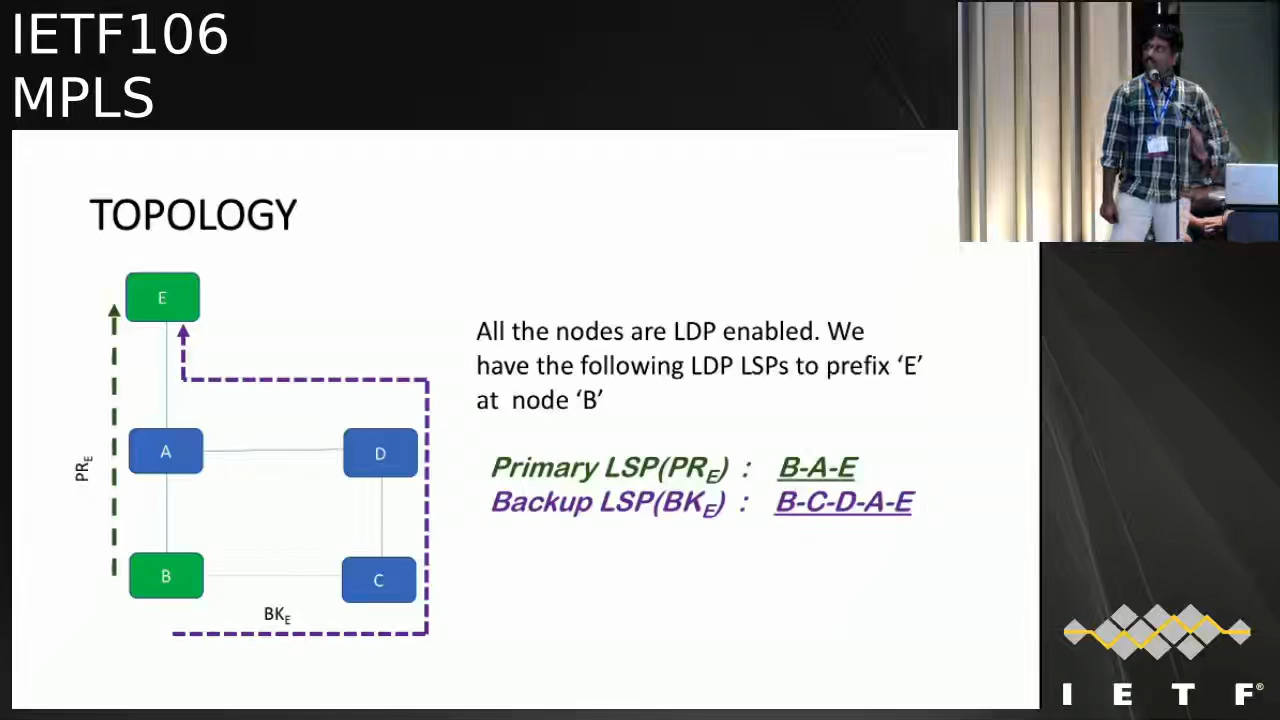 IETF106
MPLS
TOPOLOGY
E
All the nodes are LDP enabled. We
have the following LDP LSPs to prefix ‘E’
at node ‘B’
A
D
PRE
Primary LSP(PRE) : B-A-E
Backup LSP(BKE) : B-C-D-A-E
B
C
BKE
I E T F®